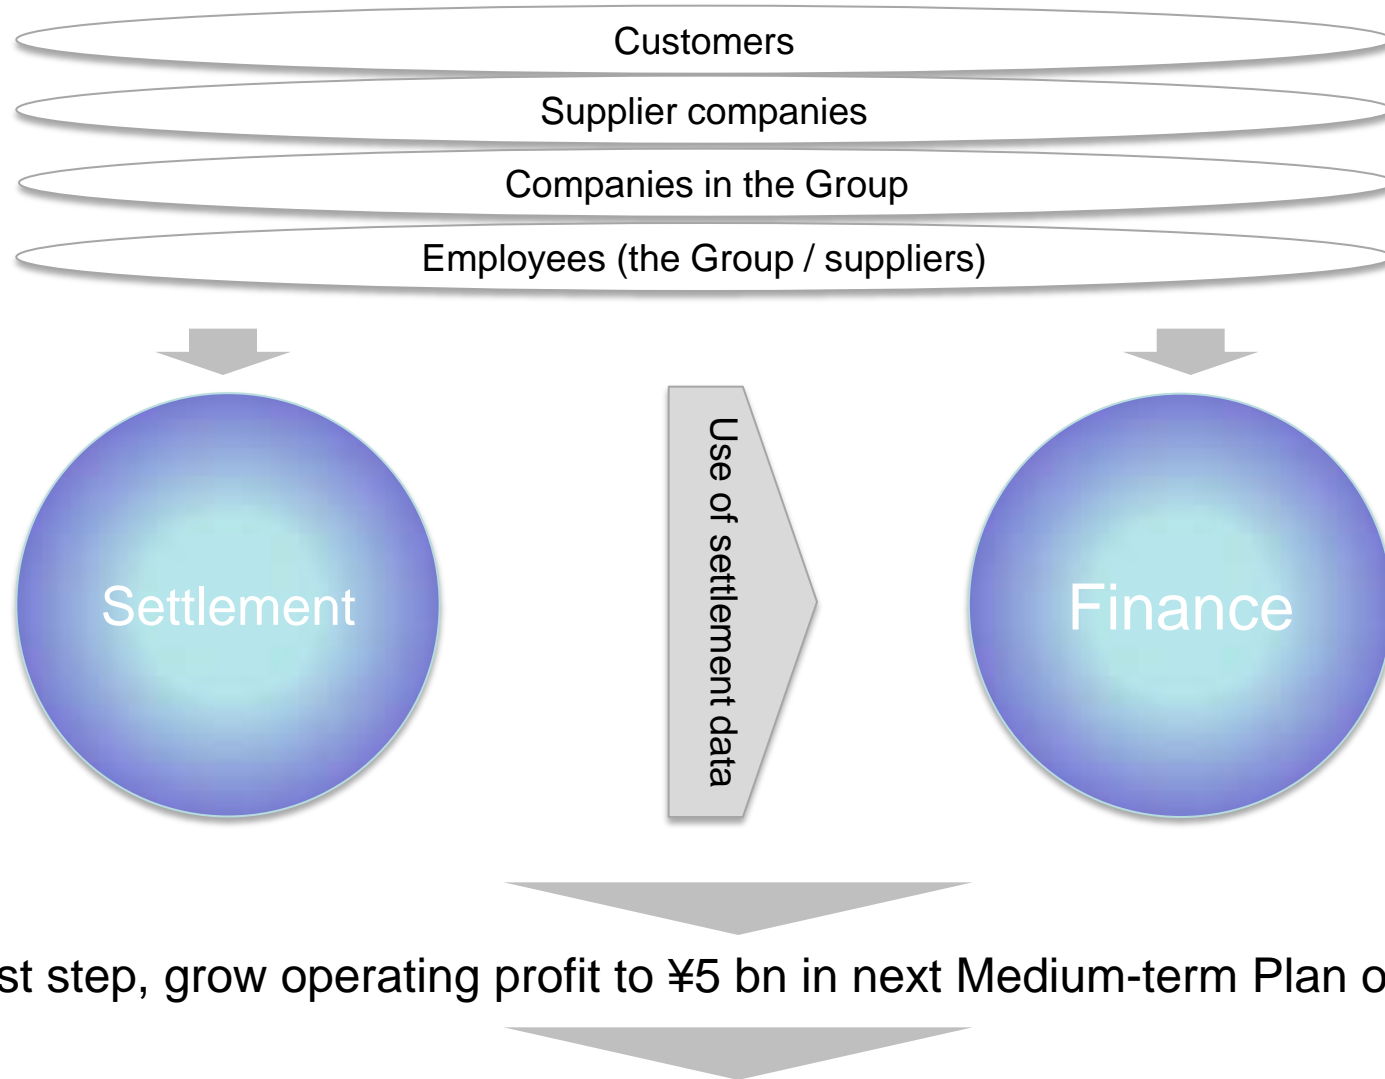 Customers
Supplier companies
Companies in the Group
Employees (the Group / suppliers)
Use of settlement data
Settlement
Finance
step, grow operating profit to ¥5 bn in next Medium-term Plan